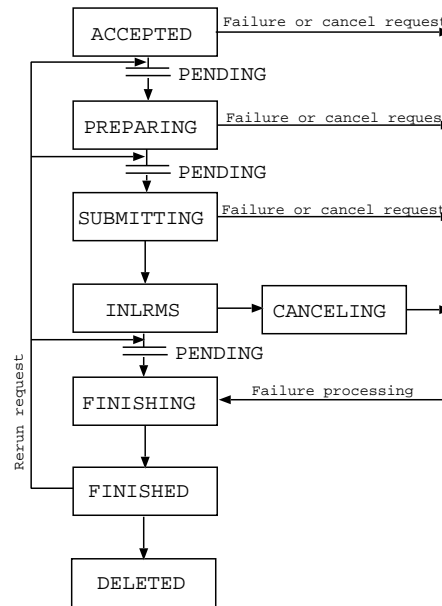 ACCEPTED
Failure or cancel request
PENDING
PREPARING
Failure or cancel request
PENDING
SUBMITTING
Failure or cancel request
INLRMS
CANCELING
PENDING
FINISHING
Failure processing
Rerun request
FINISHED
DELETED